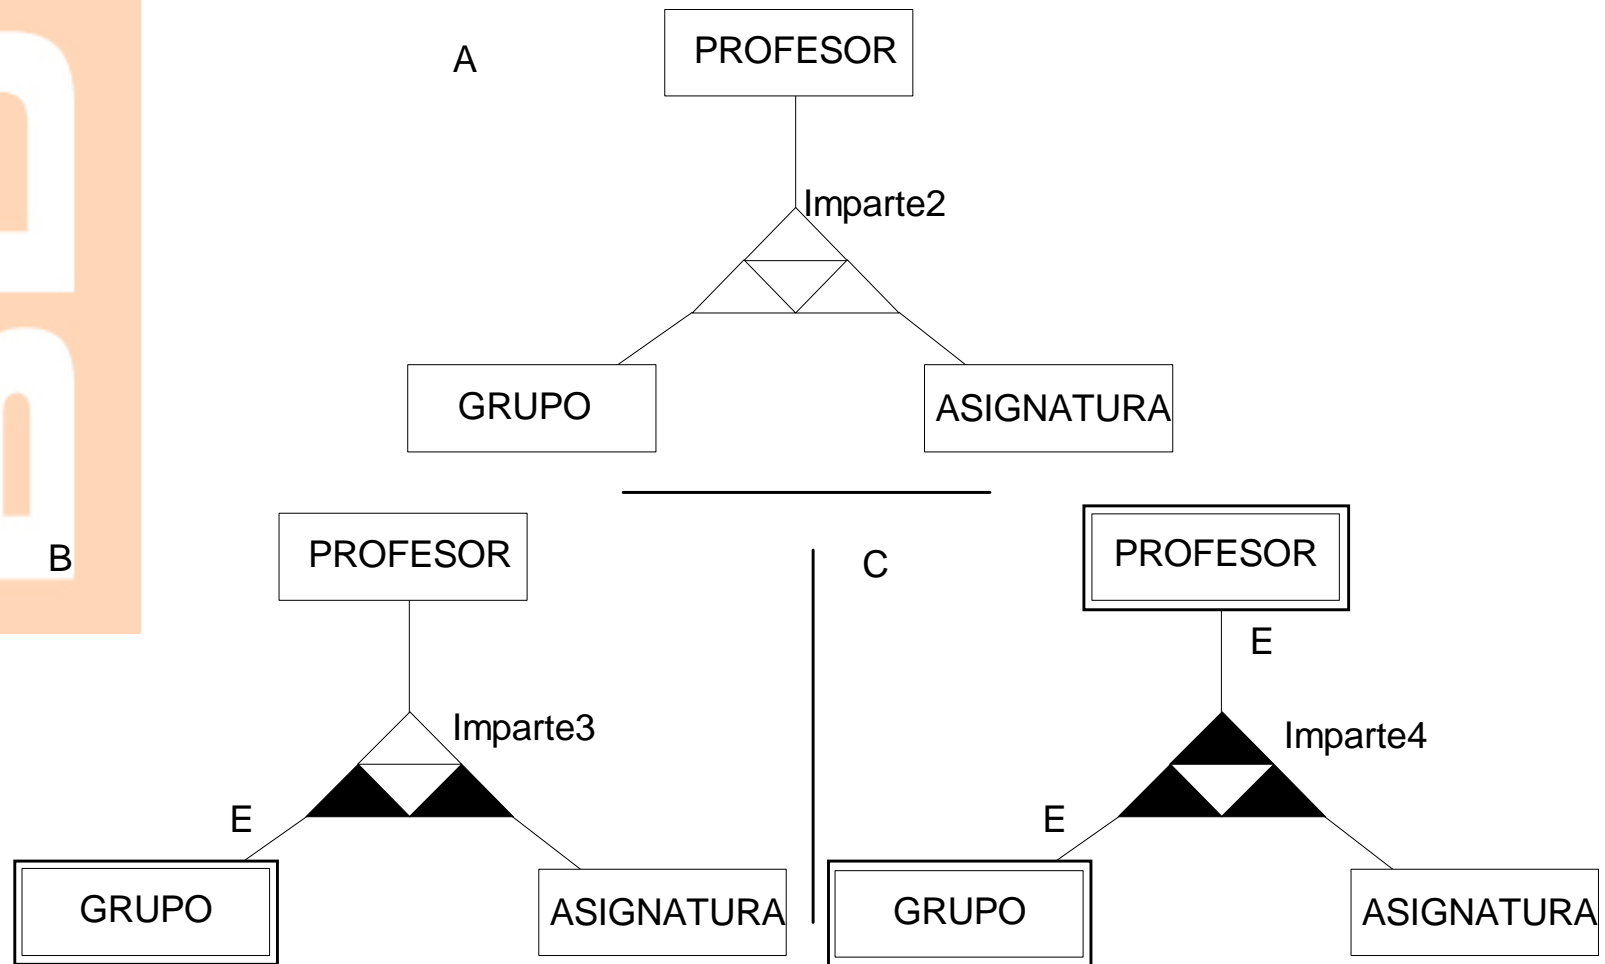 A
PROFESOR
Imparte2
GRUPO
ASIGNATURA
B
PROFESOR
Imparte3
E
GRUPO
ASIGNATURA
C
PROFESOR
E
Imparte4
E
GRUPO
ASIGNATURA